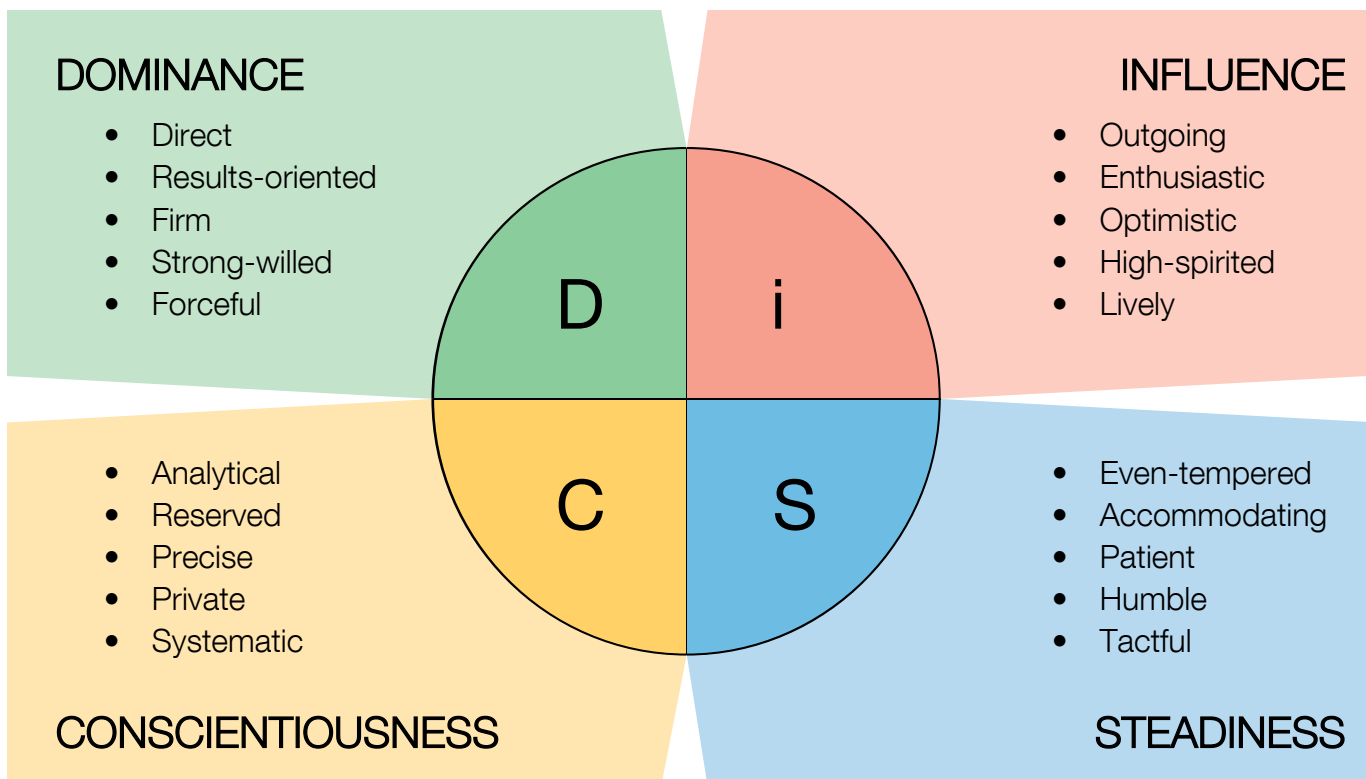 DOMINANCE
• Direct
• Results-oriented
• Firm
• Strong-willed
• Forceful
INFLUENCE
• Outgoing
• Enthusiastic
• Optimistic
• High-spirited
• Lively
D
i
C
S
• Analytical
• Reserved
• Precise
• Private
• Systematic
CONSCIENTIOUSNESS
• Even-tempered
• Accommodating
• Patient
• Humble
• Tactful
STEADINESS